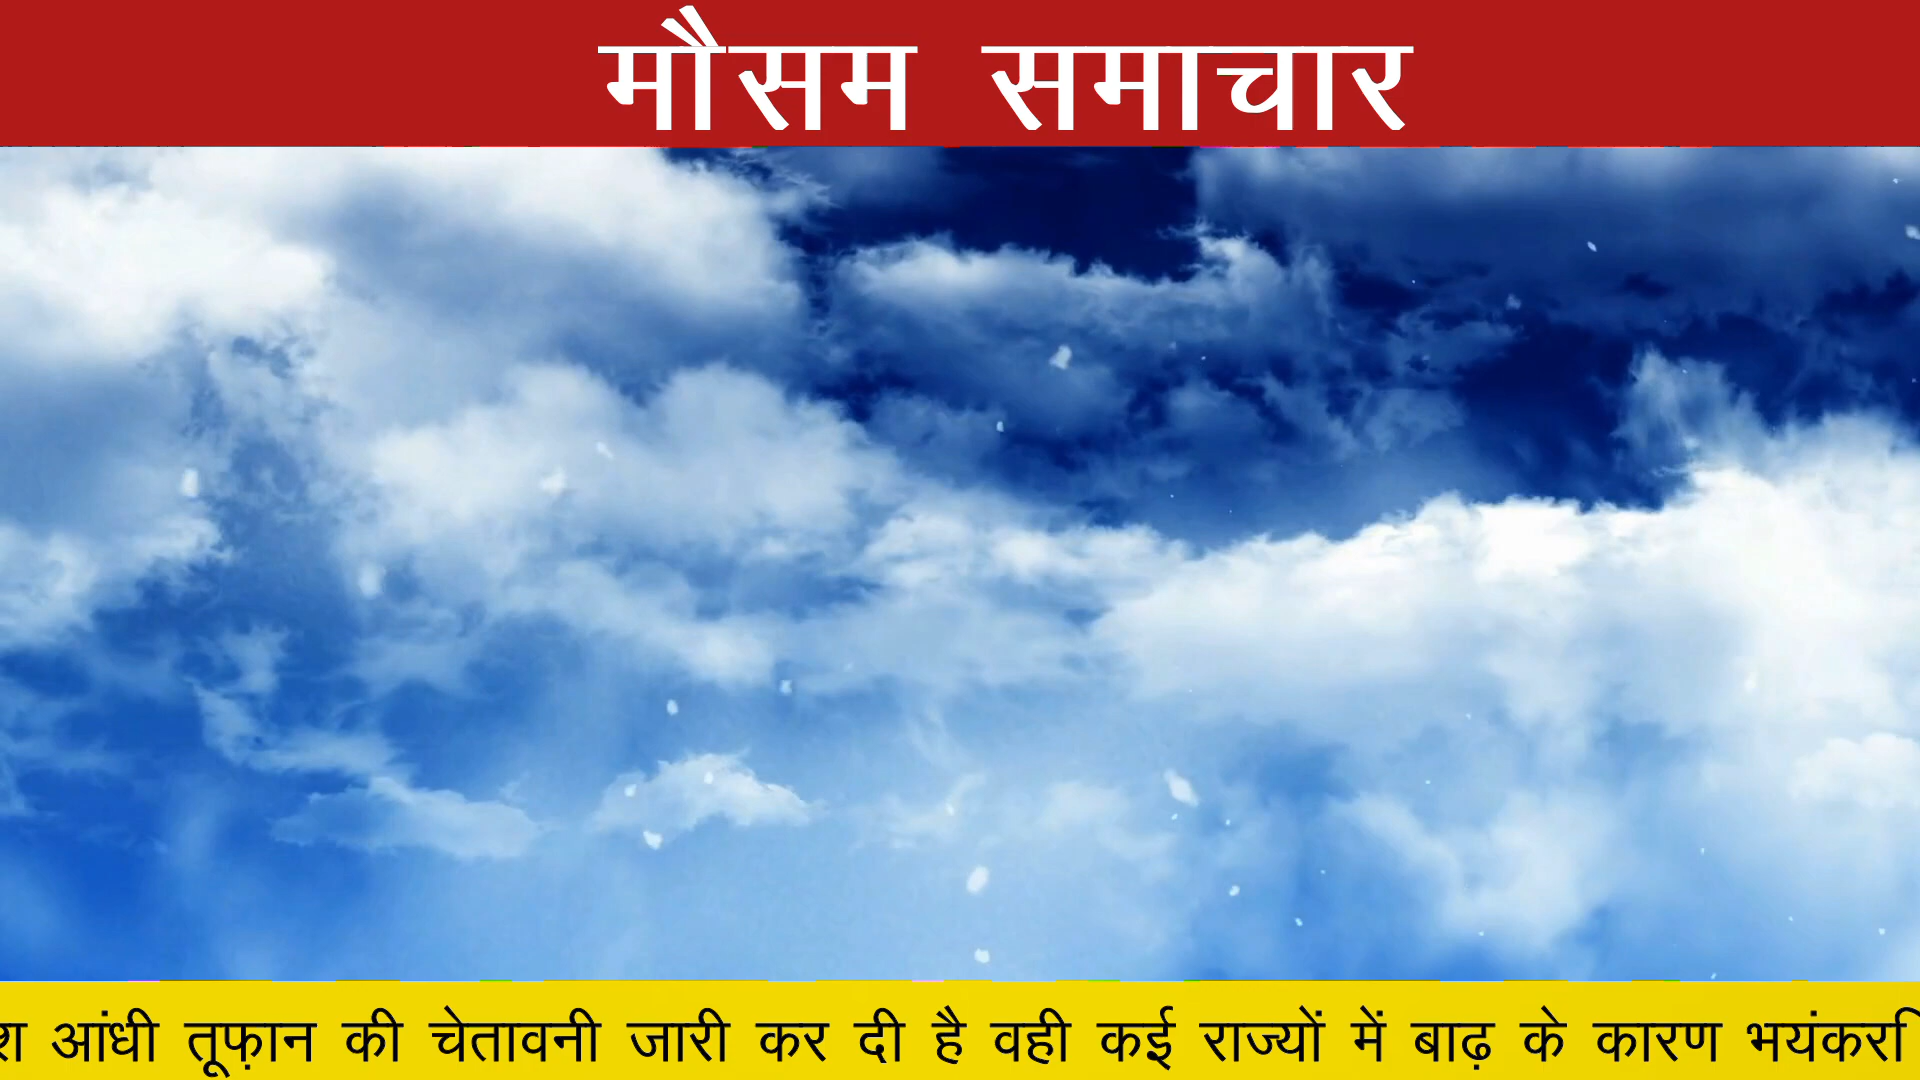 मौसम समाचार
श आंधी तूफ़ान की चेतावनी जारी कर दी है वही कई राज्यों में बाढ़ के कारण